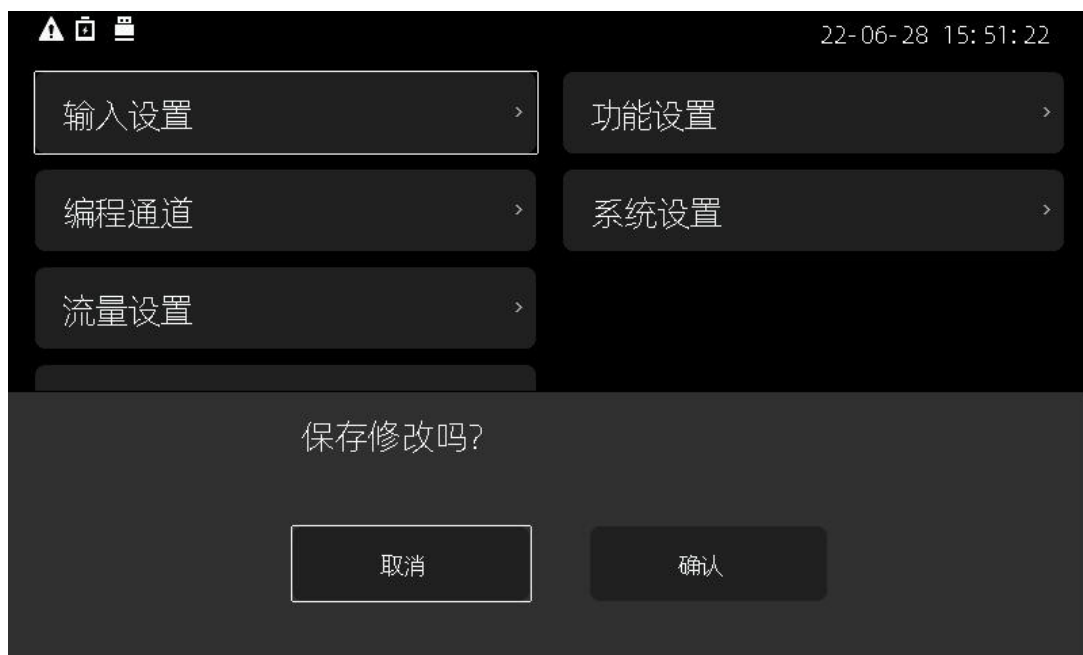 22-06-28 15:51:22
输入设置
功能设置
编程通道
系统设置
流量设置
保存修改吗?
取消
确认